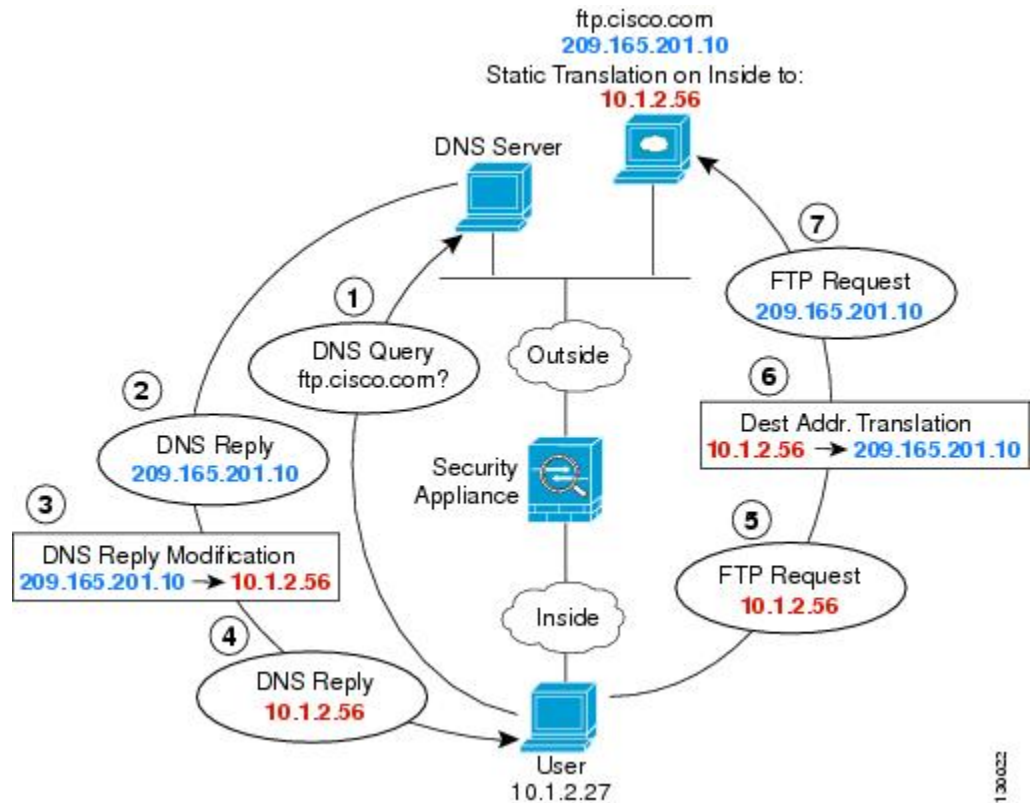 ftp.cisco.com
209.165.201.10
Static Translation on Inside to:
10.1.2.56
DNS Server
7
FTP Request
209.165.201.10
1
DNS Query
ftp.cisco.com?
Outside
2
DNS Reply
209.165.201.10
6
Dest Addr. Translation
10.1.2.56 → 209.165.201.10
Security
Appliance
3
DNS Reply Modification
209.165.201.10 → 10.1.2.56
5
FTP Request
10.1.2.56
Inside
4
DNS Reply
10.1.2.56
User
10.1.2.27
130022